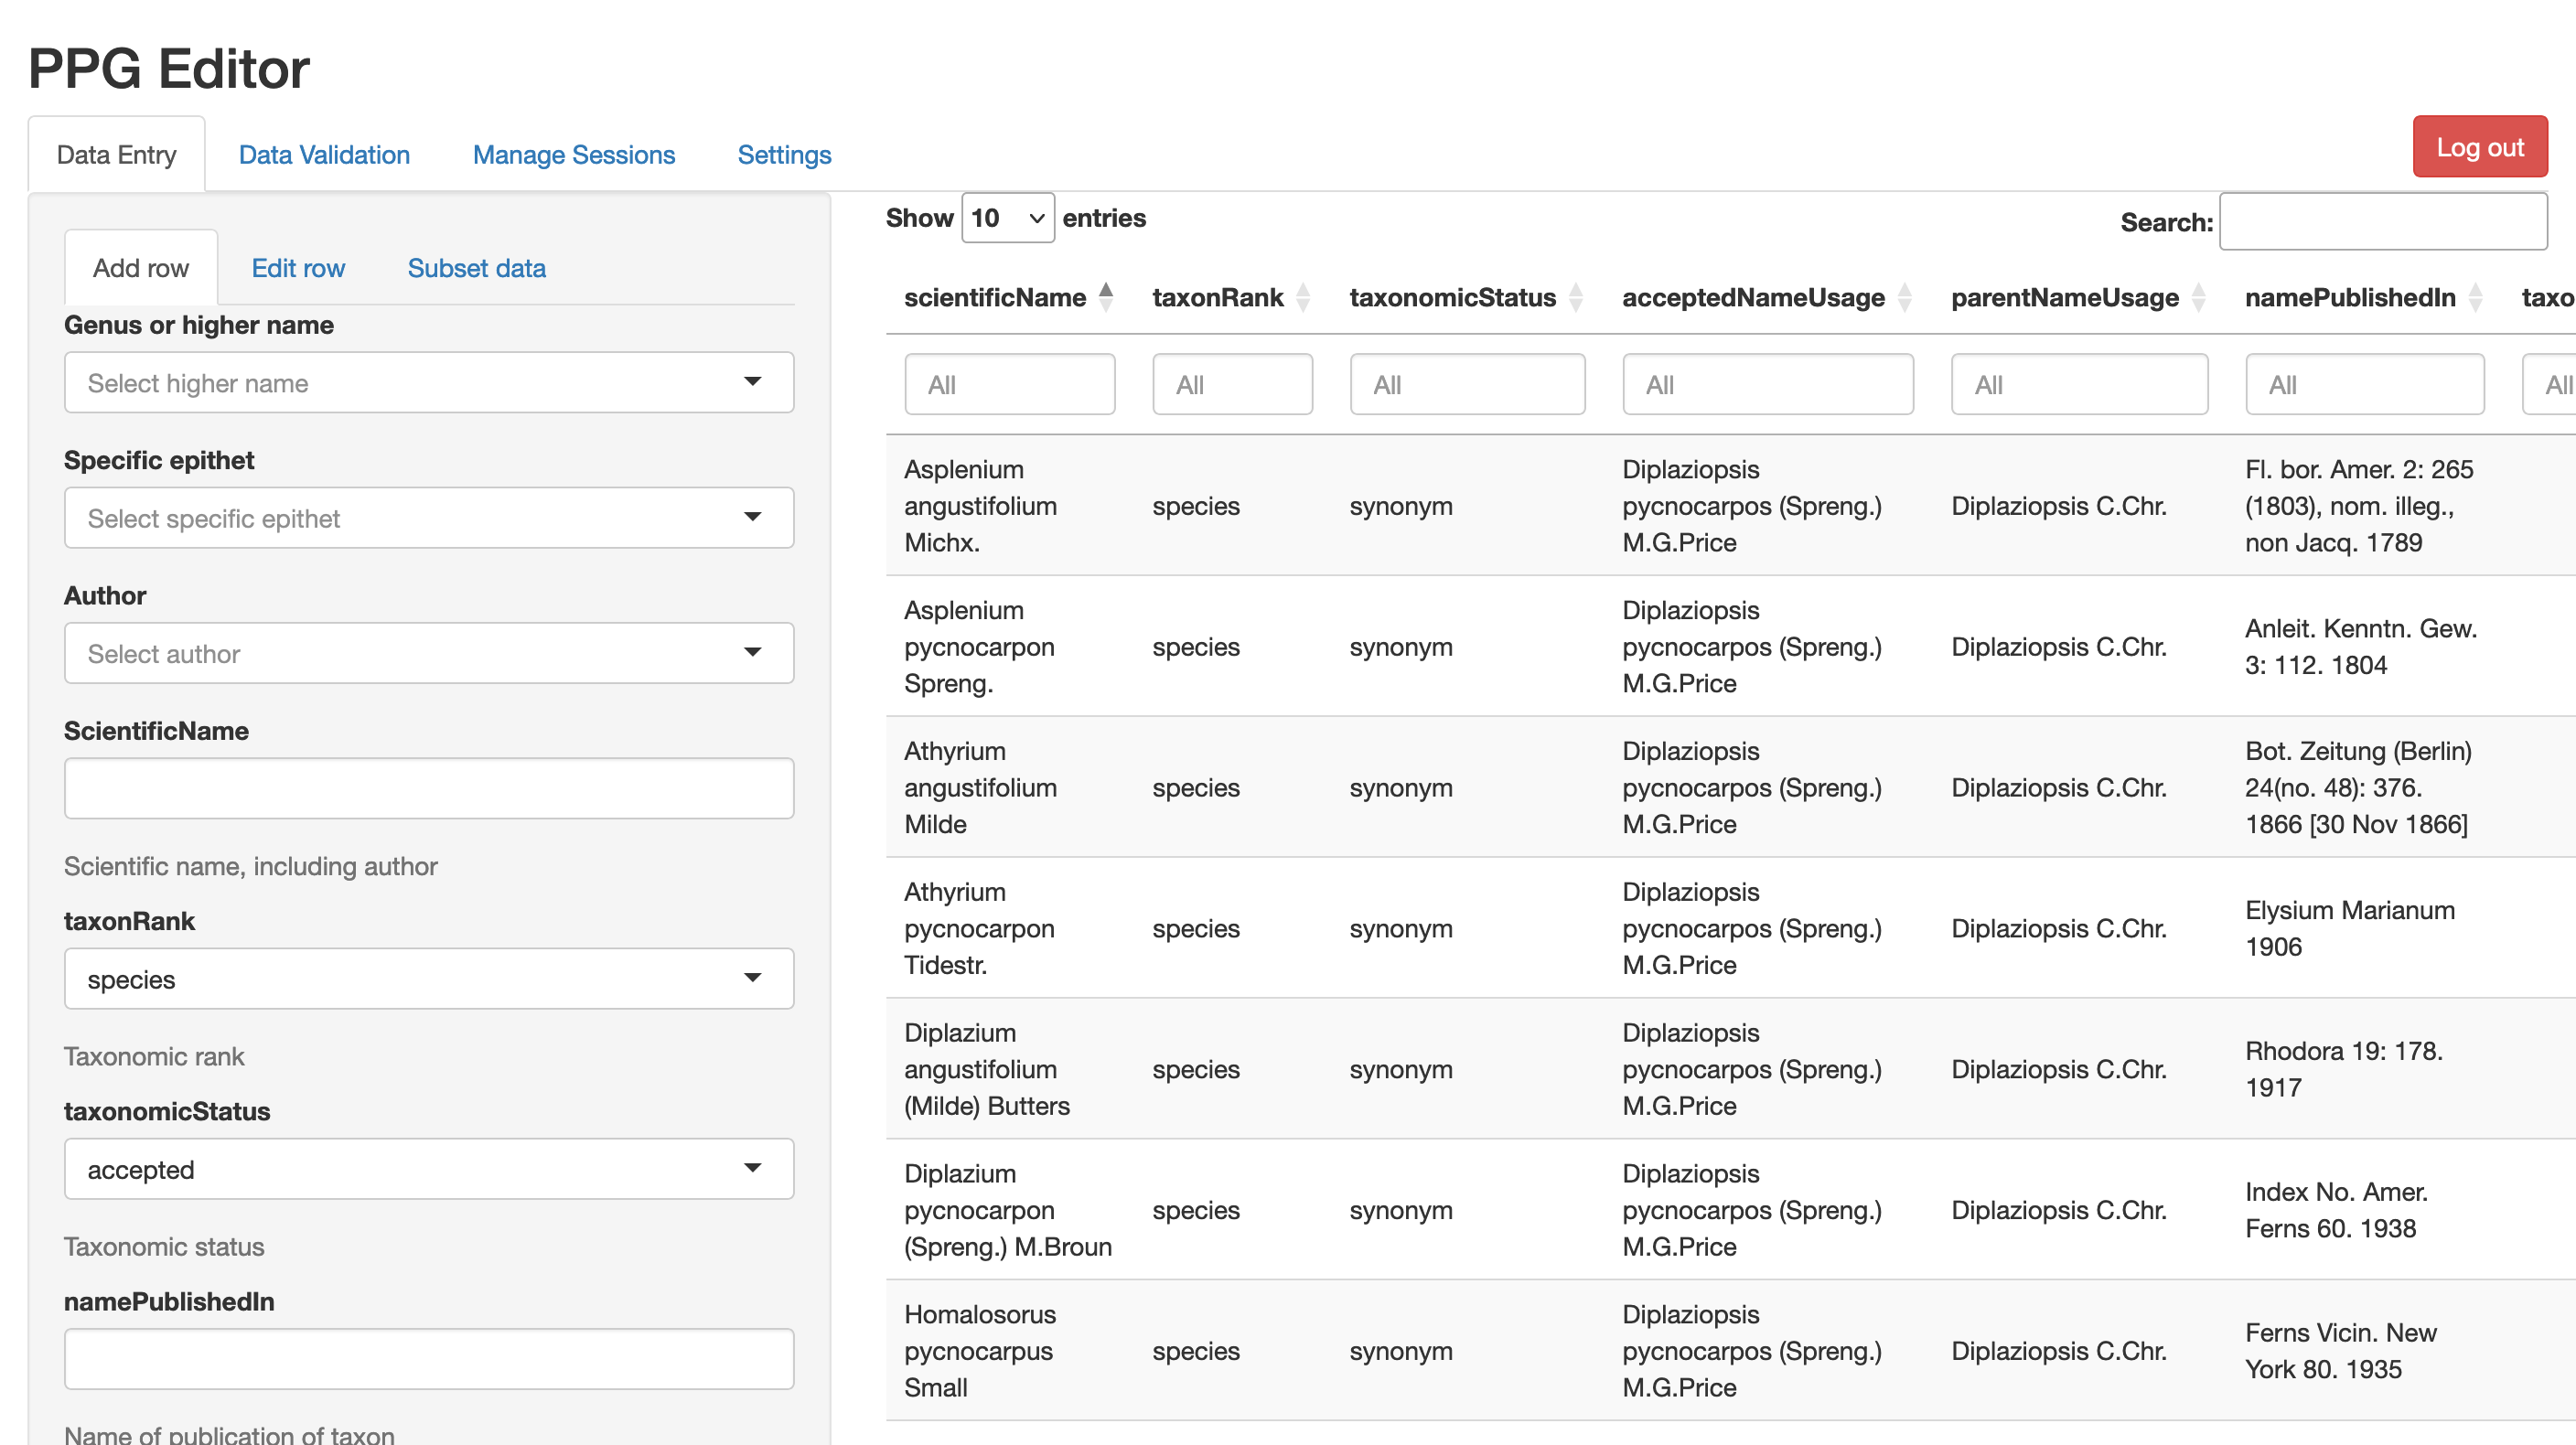 PPG Editor
Data Entry
Data Validation
Manage Sessions
Settings
Log out
Add row
Edit row
Subset data
Genus or higher name
Select higher name
Specific epithet
Select specific epithet
Author
Select author
ScientificName
Scientific name, including author
taxonRank
species
Taxonomic rank
taxonomicStatus
accepted
Taxonomic status
namePublishedIn
Name of publication of taxon
Show 10 entries
Search:
scientificName taxonRank taxonomicStatus acceptedNameUsage parentNameUsage namePublishedIn taxo
All All All All All All All
Asplenium
angustifolium
Michx.
species
synonym
Diplaziopsis
pycnocarpos (Spreng.)
M.G.Price
Diplaziopsis C.Chr.
Fl. bor. Amer. 2: 265
(1803), nom. illeg.,
non Jacq. 1789
Asplenium
pycnocarpon
Spreng.
species
synonym
Diplaziopsis
pycnocarpos (Spreng.)
M.G.Price
Diplaziopsis C.Chr.
Anleit. Kenntn. Gew.
3: 112. 1804
Athyrium
angustifolium
Milde
species
synonym
Diplaziopsis
pycnocarpos (Spreng.)
M.G.Price
Diplaziopsis C.Chr.
Bot. Zeitung (Berlin)
24(no. 48): 376.
1866 [30 Nov 1866]
Athyrium
pycnocarpon
Tidestr.
species
synonym
Diplaziopsis
pycnocarpos (Spreng.)
M.G.Price
Diplaziopsis C.Chr.
Elysium Marianum
1906
Diplazium
angustifolium
(Milde) Butters
species
synonym
Diplaziopsis
pycnocarpos (Spreng.)
M.G.Price
Diplaziopsis C.Chr.
Rhodora 19: 178.
1917
Diplazium
pycnocarpon
(Spreng.) M.Broun
species
synonym
Diplaziopsis
pycnocarpos (Spreng.)
M.G.Price
Diplaziopsis C.Chr.
Index No. Amer.
Ferns 60. 1938
Homalosorus
pycnocarpus
Small
species
synonym
Diplaziopsis
pycnocarpos (Spreng.)
M.G.Price
Diplaziopsis C.Chr.
Ferns Vicin. New
York 80. 1935